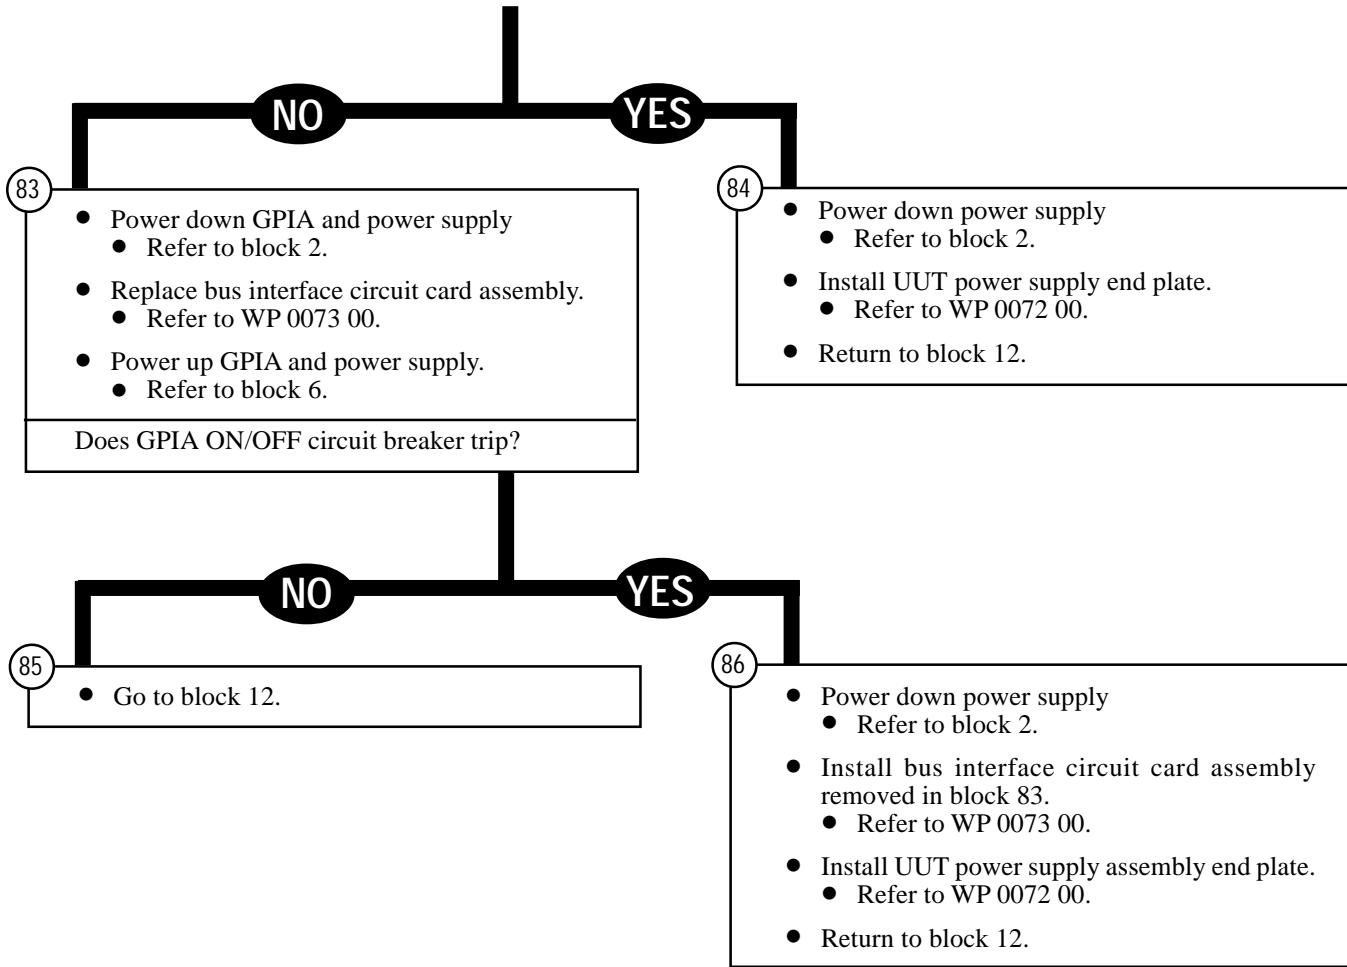 NO
YES
83
● Power down GPIA and power supply
● Refer to block 2.
● Replace bus interface circuit card assembly.
● Refer to WP 0073 00.
● Power up GPIA and power supply.
● Refer to block 6.
Does GPIA ON/OFF circuit breaker trip?
84
● Power down power supply
● Refer to block 2.
● Install UUT power supply end plate.
● Refer to WP 0072 00.
● Return to block 12.
NO
YES
85
● Go to block 12.
86
● Power down power supply
● Refer to block 2.
● Install bus interface circuit card assembly
removed in block 83.
● Refer to WP 0073 00.
● Install UUT power supply assembly end plate.
● Refer to WP 0072 00.
● Return to block 12.